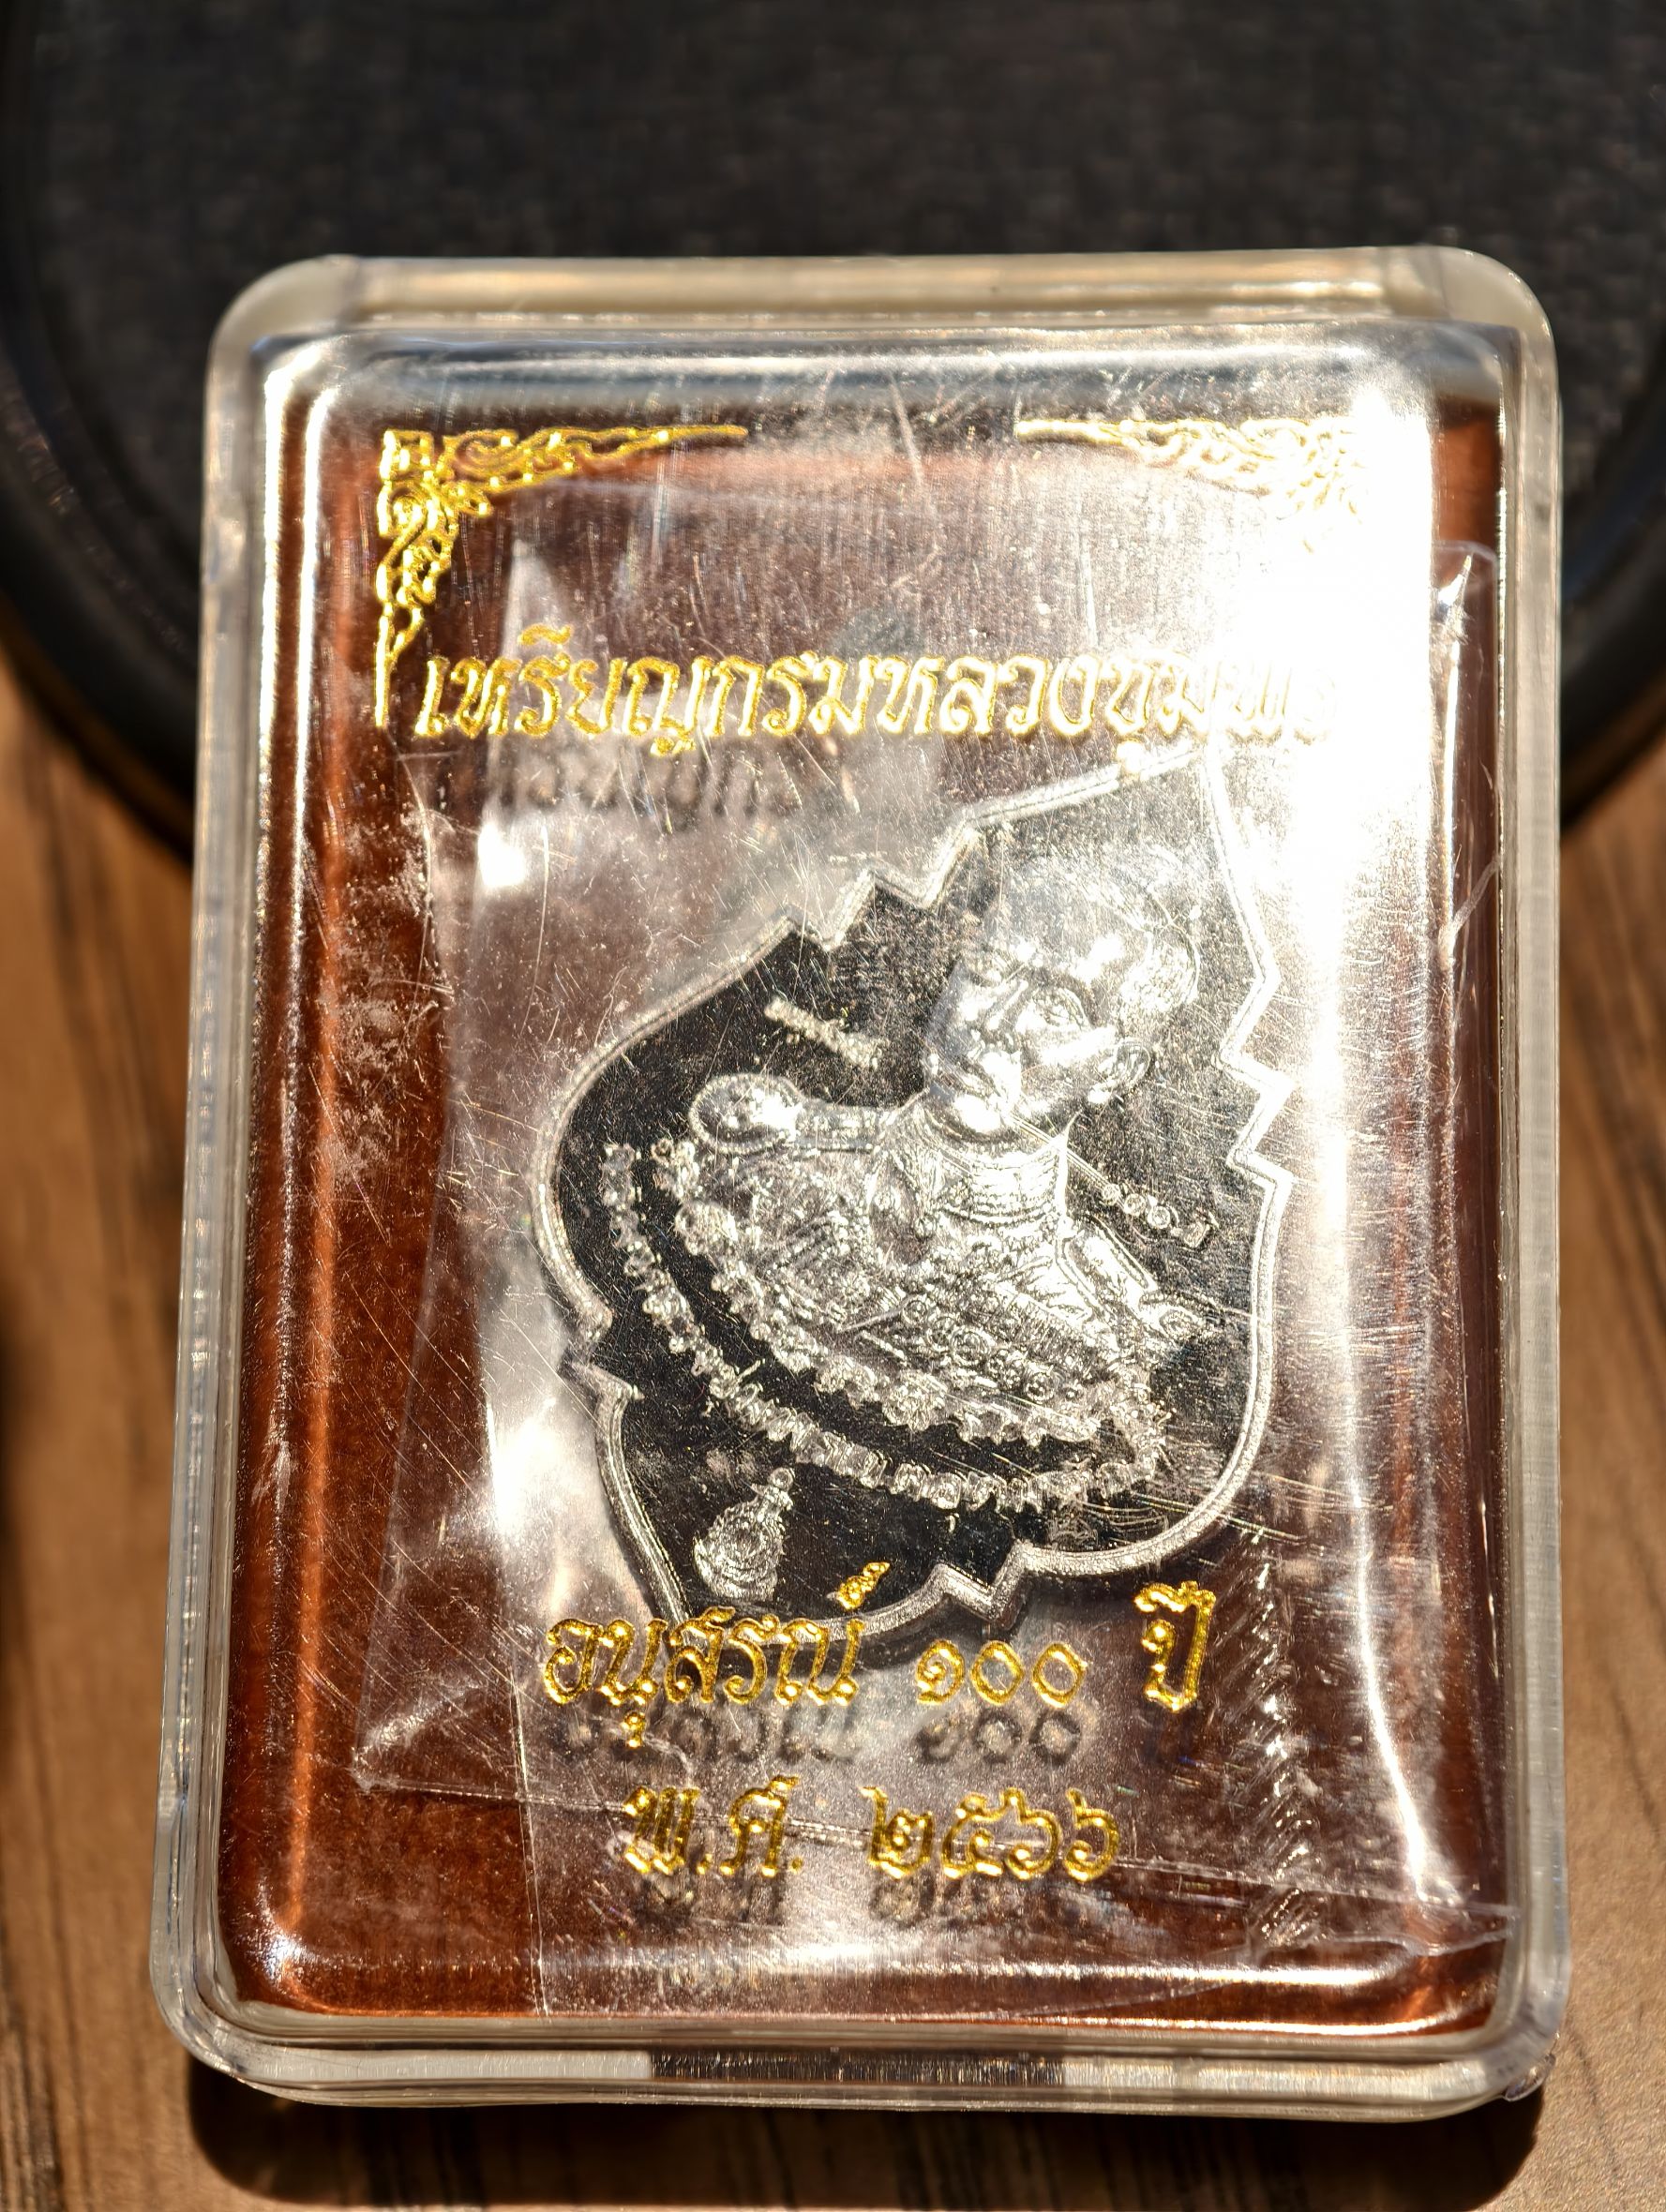 เหรียญกรมหลวงชุมพร
อนุสรณ์ ๑๐๐ ปี
พ.ศ. ๒๕๖๖